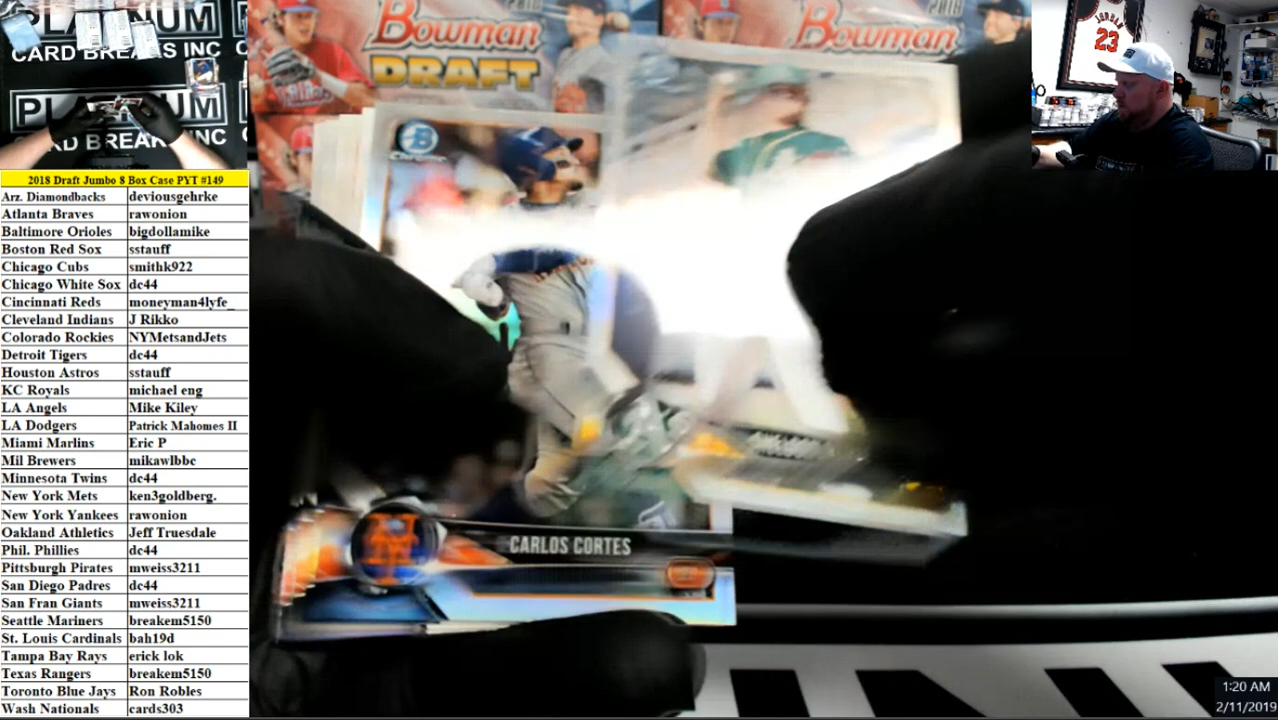 PLATINUM
CARD BREAKS INC
PLATINUM
CARD BREAKS INC
2018 Draft Jumbo 8 Box Case PYT #149
Arz. Diamondbacks deviousgehrke
Atlanta Braves rawonion
Baltimore Orioles bigdollamike
Boston Red Sox sstauff
Chicago Cubs smithk922
Chicago White Sox dc44
Cincinnati Reds moneyman4lyfe_
Cleveland Indians J Rikko
Colorado Rockies NYMetsandJets
Detroit Tigers dc44
Houston Astros sstauff
KC Royals michael eng
LA Angels Mike Kiley
LA Dodgers Patrick Mahomes II
Miami Marlins Eric P
Mil Brewers mikawlbbc
Minnesota Twins dc44
New York Mets ken3goldberg.
New York Yankees rawonion
Oakland Athletics Jeff Truesdale
Phil. Phillies dc44
Pittsburgh Pirates mweiss3211
San Diego Padres dc44
San Fran Giants mweiss3211
Seattle Mariners breakem5150
St. Louis Cardinals bah19d
Tampa Bay Rays erick lok
Texas Rangers breakem5150
Toronto Blue Jays Ron Robles
Wash Nationals cards303
2018
Bowman
DRAFT
2018
Bowman
Chrome
CARLOS CORTES
JORDAN
23
1:20 AM
2/11/2019